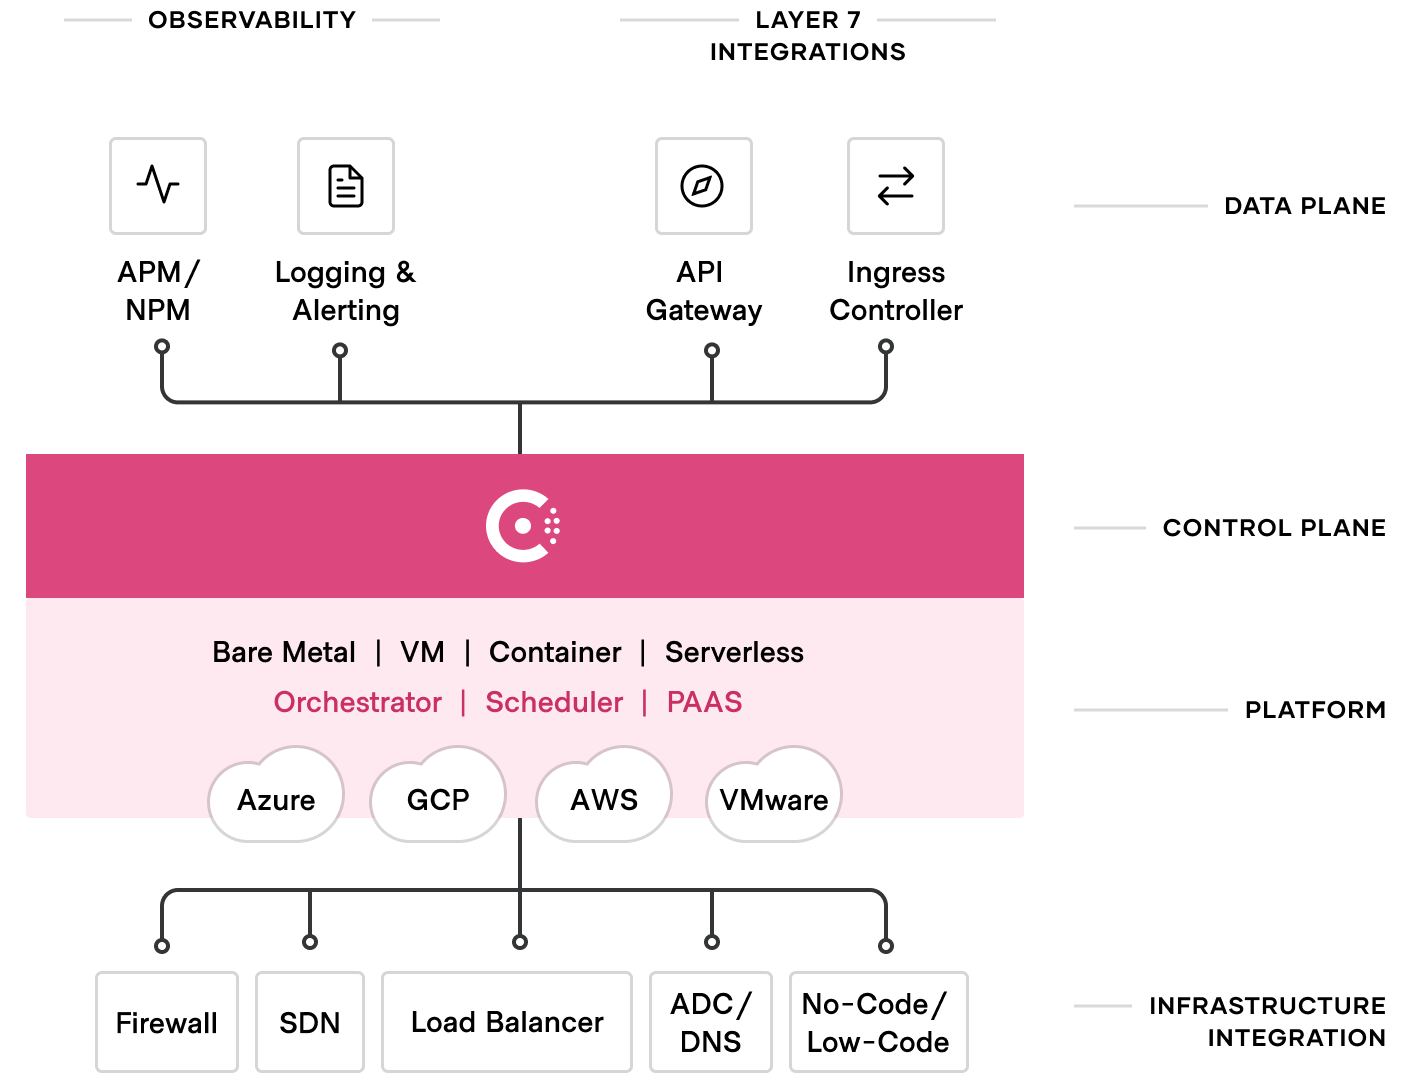 OBSERVABILITY
LAYER 7
INTEGRATIONS
APM/
NPM
Logging &
Alerting
API
Gateway
Ingress
Controller
DATA PLANE
CONTROL PLANE
Bare Metal | VM | Container | Serverless
Orchestrator | Scheduler | PAAS
PLATFORM
Azure
GCP
AWS
VMware
Firewall
SDN
Load Balancer
ADC/
DNS
No-Code/
Low-Code
INFRASTRUCTURE
INTEGRATION